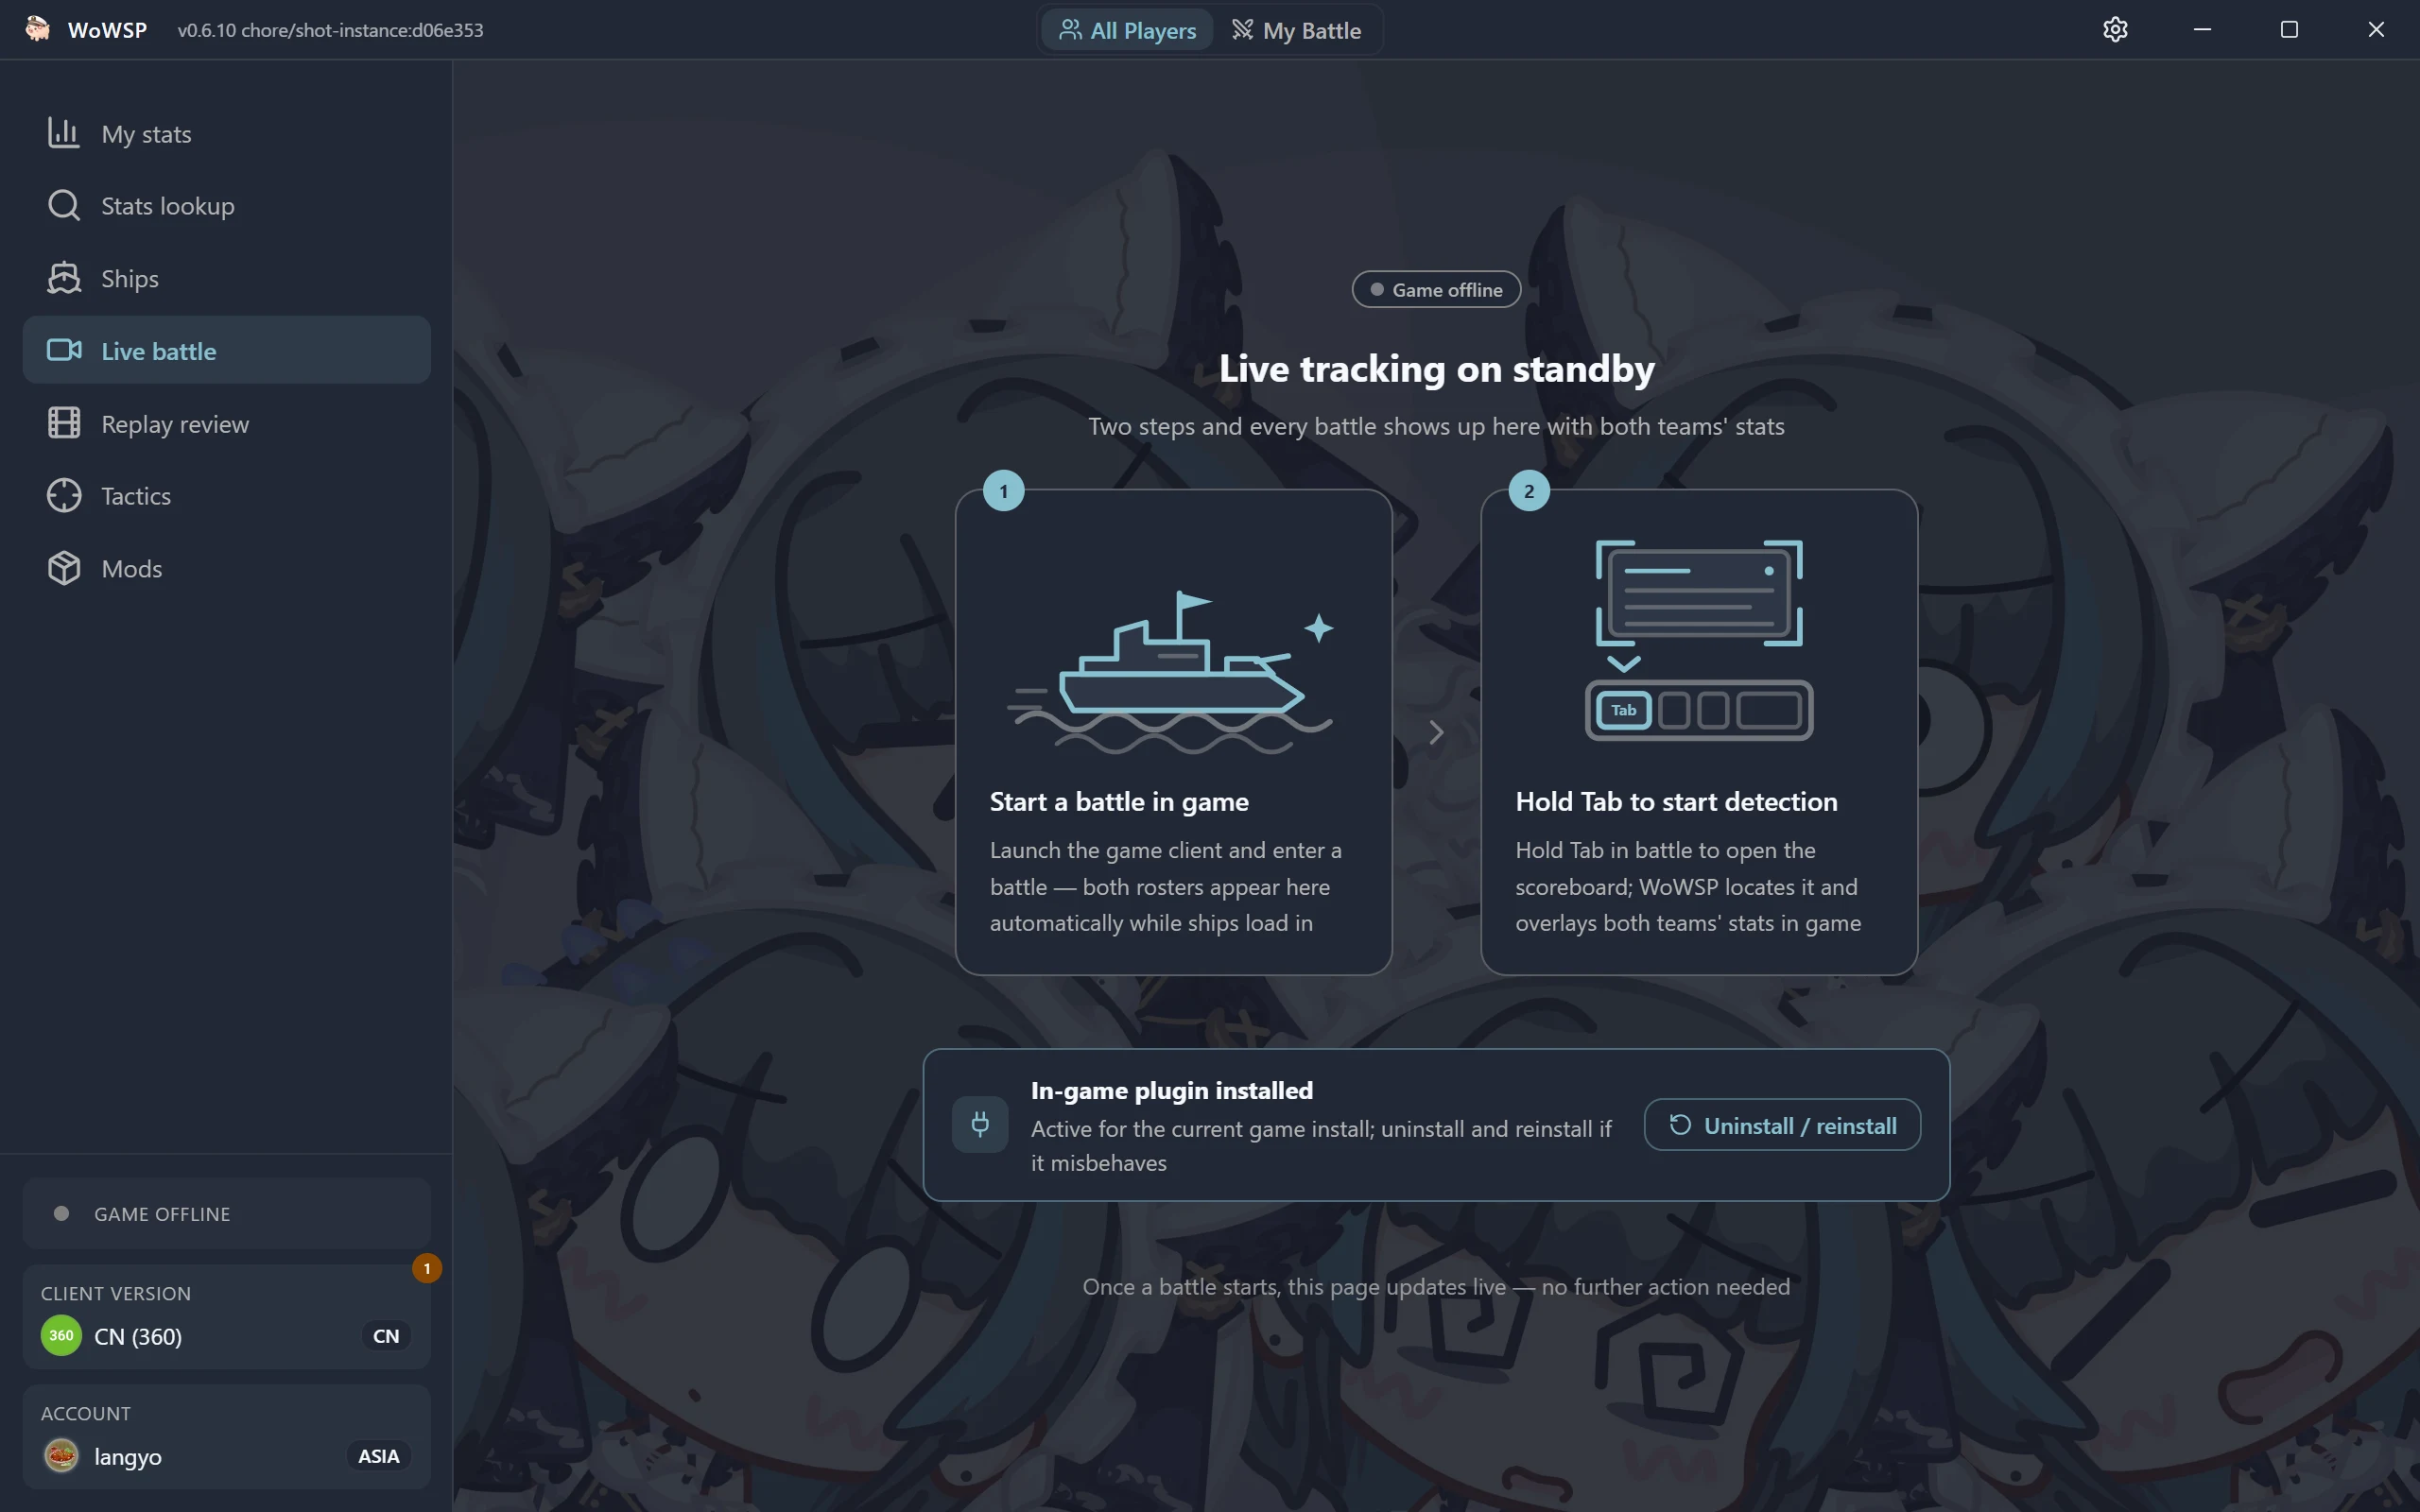 WoWSP v0.6.10 chore/shot-instance:d06e353
All Players
My Battle
My stats
Stats lookup
Ships
Live battle
Replay review
Tactics
Mods
GAME OFFLINE
1
CLIENT VERSION
360 CN (360) CN
ACCOUNT
langyo ASIA
Game offline
Live tracking on standby
Two steps and every battle shows up here with both teams' stats
1
Start a battle in game
Launch the game client and enter a
battle — both rosters appear here
automatically while ships load in
2
Tab
Hold Tab to start detection
Hold Tab in battle to open the
scoreboard; WoWSP locates it and
overlays both teams' stats in game
In-game plugin installed
Active for the current game install; uninstall and reinstall if
it misbehaves
Uninstall / reinstall
Once a battle starts, this page updates live — no further action needed